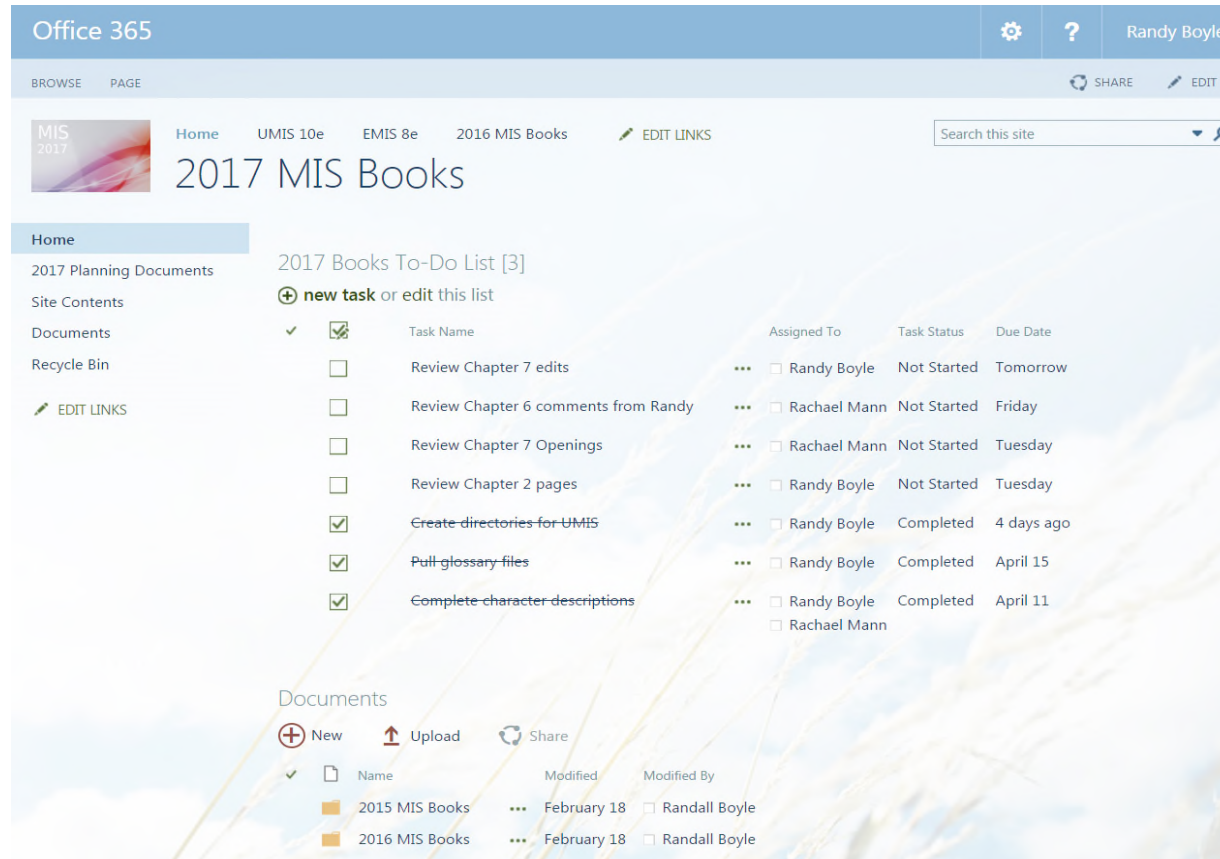 Office 365
? Randy Boyle
BROWSE PAGE SHARE EDIT
MIS
2017
Home UMIS 10e EMIS 8e 2016 MIS Books EDIT LINKS
Search this site
2017 MIS Books
Home
2017 Planning Documents
Site Contents
Documents
Recycle Bin
EDIT LINKS
2017 Books To-Do List [3]
new task or edit this list
Task Name Assigned To Task Status Due Date
Review Chapter 7 edits ... Randy Boyle Not Started Tomorrow
Review Chapter 6 comments from Randy ... Rachael Mann Not Started Friday
Review Chapter 7 Openings ... Rachael Mann Not Started Tuesday
Review Chapter 2 pages ... Randy Boyle Not Started Tuesday
Create directories for UMIS ... Randy Boyle Completed 4 days ago
Pull glossary files ... Randy Boyle Completed April 15
Complete character descriptions ... Randy Boyle Completed April 11
Rachael Mann
Documents
New Upload Share
Name Modified Modified By
2015 MIS Books ... February 18 Randall Boyle
2016 MIS Books ... February 18 Randall Boyle